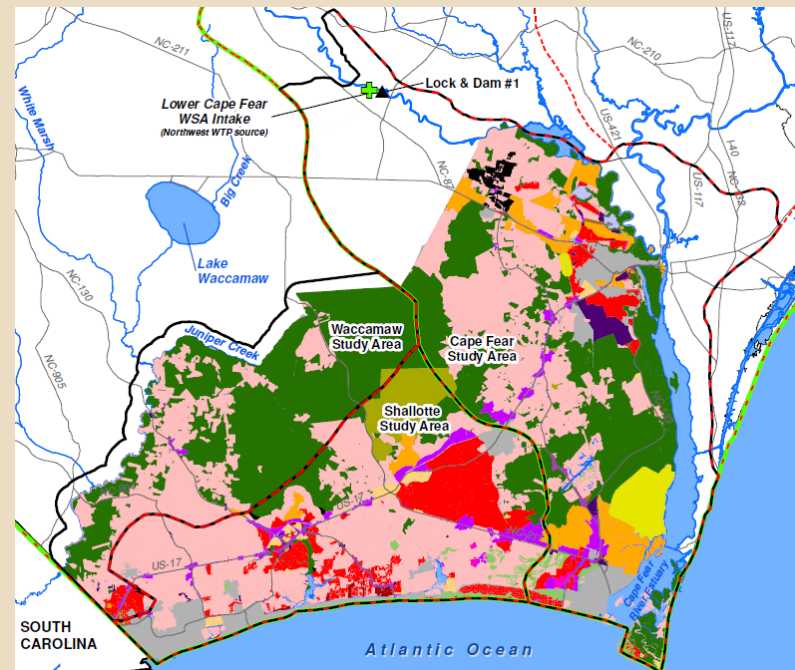 NC-211
NC-210
US-117
Lock & Dam #1
White Marsh
Lower Cape Fear
WSA Intake
(Northwest WTP source)
US-421
I-40
NC-87
Big Creek
US-117
Lake
Waccamaw
NC-130
Juniper Creek
Waccamaw
Study Area
Cape Fear
Study Area
NC-905
Shallotte
Study Area
US-17
US-17
Cape Fear
River Estuary
SOUTH
CAROLINA
Atlantic Ocean